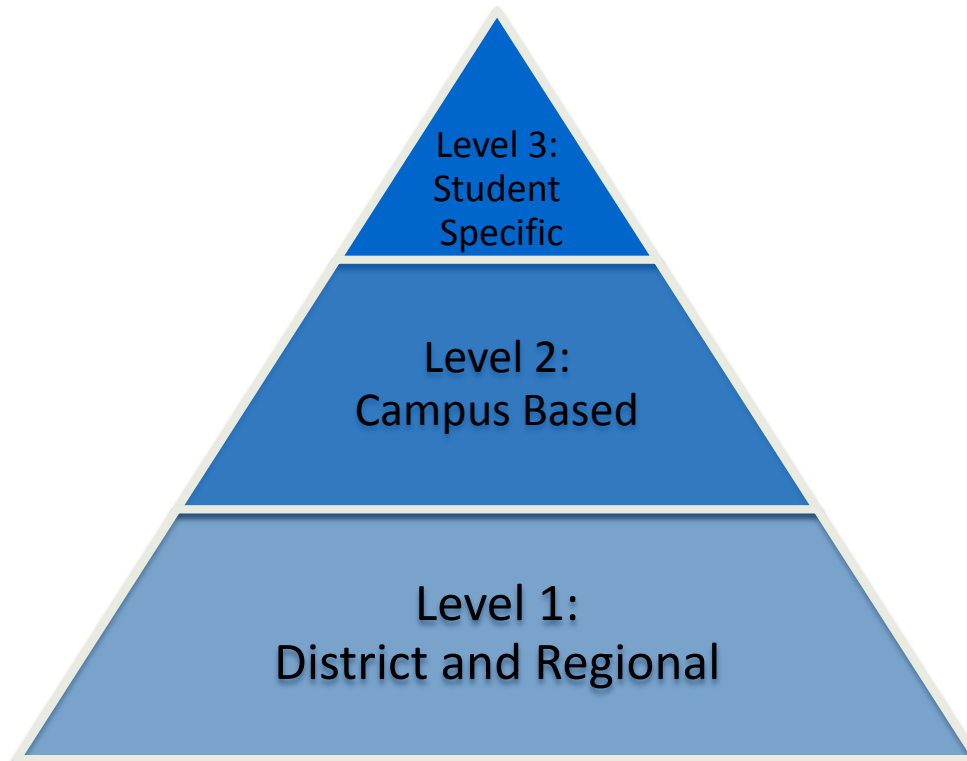 Level 3:
Student
Specific
Level 2:
Campus Based
Level 1:
District and Regional